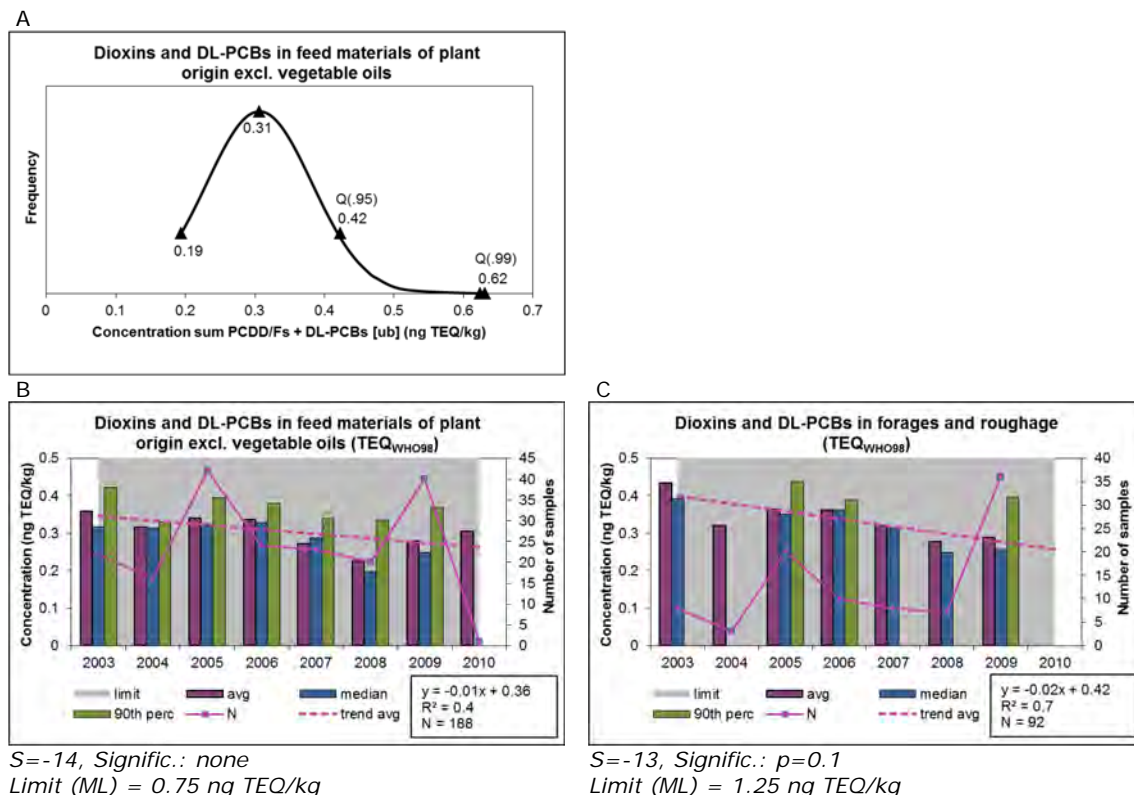 A
Dioxins and DL-PCBs in feed materials of plant
origin excl. vegetable oils
Frequency
0.31
0.19
Q(.95)
0.42
Q(.99)
0.62
0 0.1 0.2 0.3 0.4 0.5 0.6 0.7
Concentration sum PCDD/Fs + DL-PCBs [ub] (ng TEQ/kg)
B
Dioxins and DL-PCBs in feed materials of plant
origin excl. vegetable oils (TEQWHO98)
Concentration (ng TEQ/kg)
0.5
0.4
0.3
0.2
0.1
0
45
40
35
30
25
20
15
10
5
0
Number of samples
2003 2004 2005 2006 2007 2008 2009 2010
limit avg median
90th perc N trend avg
y = -0.01x + 0.36
R² = 0.4
N = 188
S=-14, Signific.: none
Limit (ML) = 0.75 ng TEQ/kg
C
Dioxins and DL-PCBs in forages and roughage
(TEQWHO98)
Concentration (ng TEQ/kg)
0.5
0.4
0.3
0.2
0.1
0
40
35
30
25
20
15
10
5
0
Number of samples
2003 2004 2005 2006 2007 2008 2009 2010
limit avg median
90th perc N trend avg
y = -0.02x + 0.42
R² = 0.7
N = 92
S=-13, Signific.: p=0.1
Limit (ML) = 1.25 ng TEQ/kg